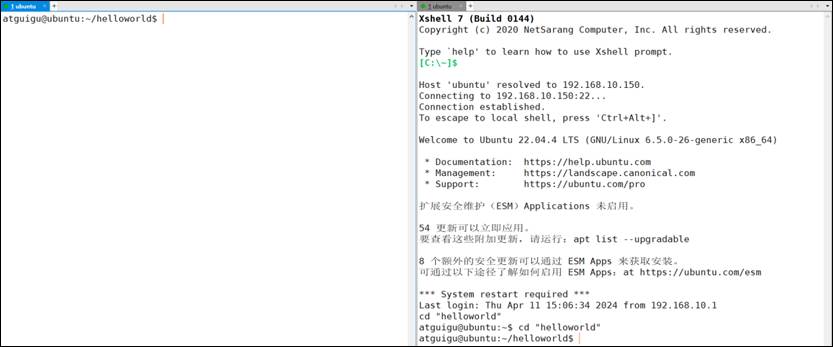 1 ubuntu
atguigu@ubuntu:~/helloworld$
1 ubuntu
Xshell 7 (Build 0144)
Copyright (c) 2020 NetSarang Computer, Inc. All rights reserved.
Type `help' to learn how to use Xshell prompt.
[C:\~]$
Host 'ubuntu' resolved to 192.168.10.150.
Connecting to 192.168.10.150:22...
Connection established.
To escape to local shell, press 'Ctrl+Alt+]'.
Welcome to Ubuntu 22.04.4 LTS (GNU/Linux 6.5.0-26-generic x86_64)
* Documentation:  https://help.ubuntu.com
* Management:     https://landscape.canonical.com
* Support:        https://ubuntu.com/pro
扩展安全维护（ESM）Applications 未启用。
54 更新可以立即应用。
要查看这些附加更新，请运行：apt list --upgradable
8 个额外的安全更新可以通过 ESM Apps 来获取安装。
可通过以下途径了解如何启用 ESM Apps：at https://ubuntu.com/esm
*** System restart required ***
Last login: Thu Apr 11 15:06:34 2024 from 192.168.10.1
cd "helloworld"
atguigu@ubuntu:~$ cd "helloworld"
atguigu@ubuntu:~/helloworld$